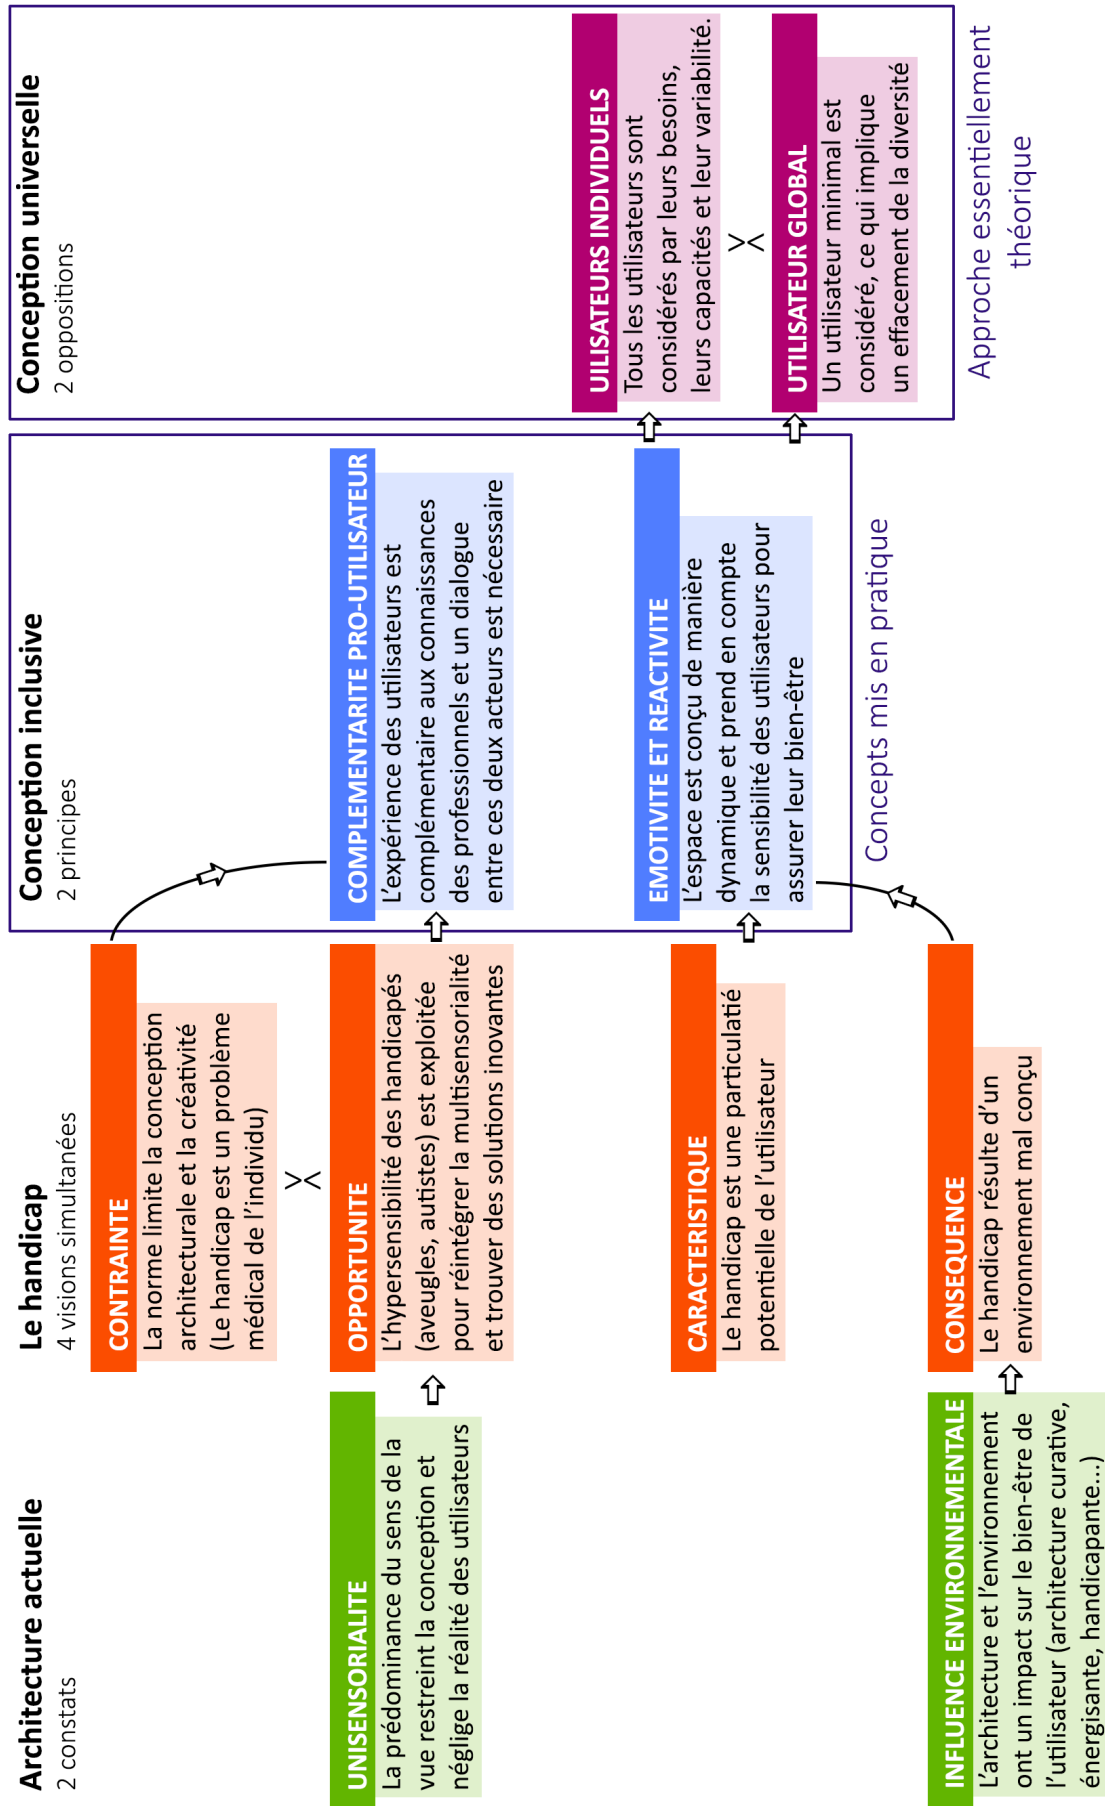 Architecture actuelle
2 constats
UNISENSORIALITE
La prédominance du sens de la
vue restreint la conception et
néglige la réalité des utilisateurs
INFLUENCE ENVIRONNEMENTALE
L'architecture et l'environnement
ont un impact sur le bien-être de
l'utilisateur (architecture curative,
énergisante, handicapante...)
Le handicap
4 visions simultanées
CONTRAINTE
La norme limite la conception
architecturale et la créativité
(Le handicap est un problème
médical de l'individu)
OPPORTUNITE
L'hypersensibilité des handicapés
(aveugles, autistes) est exploitée
pour réintégrer la multisensorialité
et trouver des solutions inovantes
CARACTERISTIQUE
Le handicap est une particulatié
potentielle de l'utilisateur
CONSEQUENCE
Le handicap résulte d'un
environnement mal conçu
Conception inclusive
2 principes
COMPLEMENTARITE PRO-UTILISATEUR
L'expérience des utilisateurs est
complémentaire aux connaissances
des professionnels et un dialogue
entre ces deux acteurs est nécessaire
EMOTIVITE ET REACTIVITE
L'espace est conçu de manière
dynamique et prend en compte
la sensibilité des utilisateurs pour
assurer leur bien-être
Concepts mis en pratique
Conception universelle
2 oppositions
UILISATEURS INDIVIDUELS
Tous les utilisateurs sont
considérés par leurs besoins,
leurs capacités et leur variabilité.
UTILISATEUR GLOBAL
Un utilisateur minimal est
considéré, ce qui implique
un effacement de la diversité
Approche essentiellement
théorique